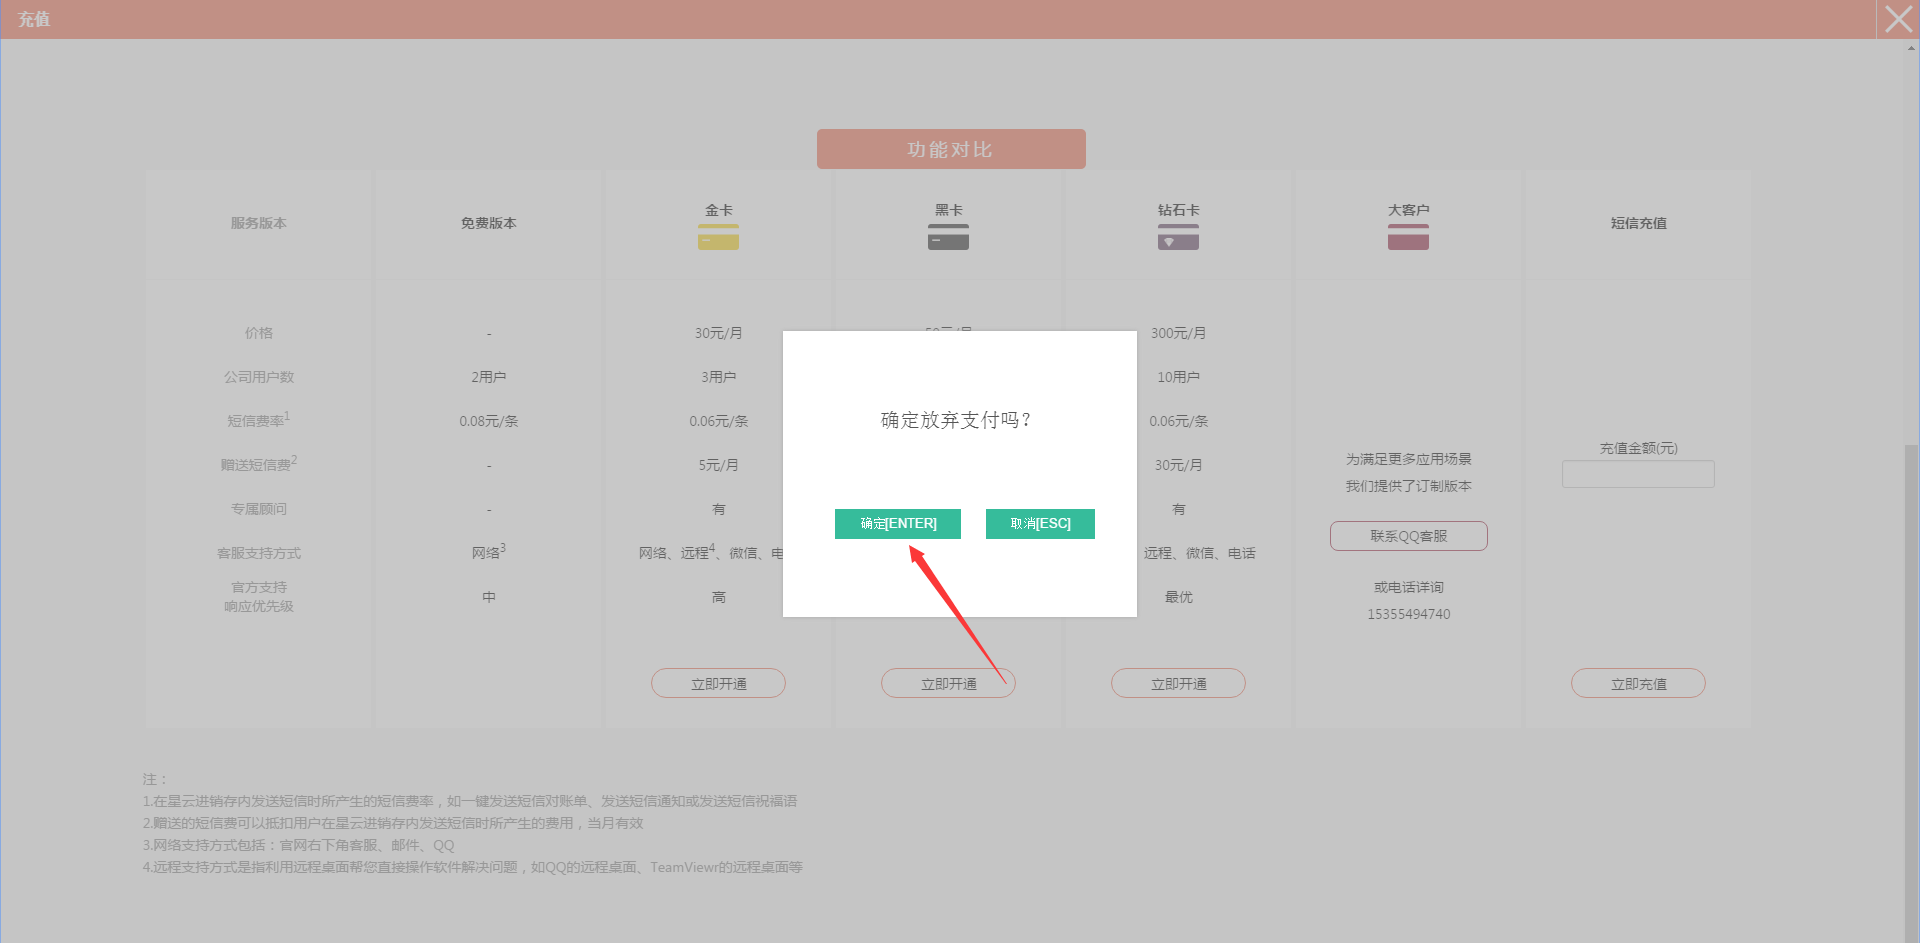 充值
功能对比
服务版本 免费版本 金卡 黑卡 钻石卡 大客户 短信充值
价格 - 30元/月 300元/月
公司用户数 2用户 3用户 10用户
短信费率1 0.08元/条 0.06元/条 0.06元/条
赠送短信费2 - 5元/月 30元/月
专属顾问 - 有 有
客服支持方式 网络3 网络、远程4、微信、电 远程、微信、电话
官方支持
响应优先级 中 高 最优
为满足更多应用场景
我们提供了订制版本
联系QQ客服
或电话详询
15355494740
充值金额(元)
确定放弃支付吗？
确定[ENTER] 取消[ESC]
立即开通 立即开通 立即开通 立即充值
注：
1.在星云进销存内发送短信时所产生的短信费率，如一键发送短信对账单、发送短信通知或发送短信祝福语
2.赠送的短信费可以抵扣用户在星云进销存内发送短信时所产生的费用，当月有效
3.网络支持方式包括：官网右下角客服、邮件、QQ
4.远程支持方式是指利用远程桌面帮您直接操作软件解决问题，如QQ的远程桌面、TeamViewr的远程桌面等